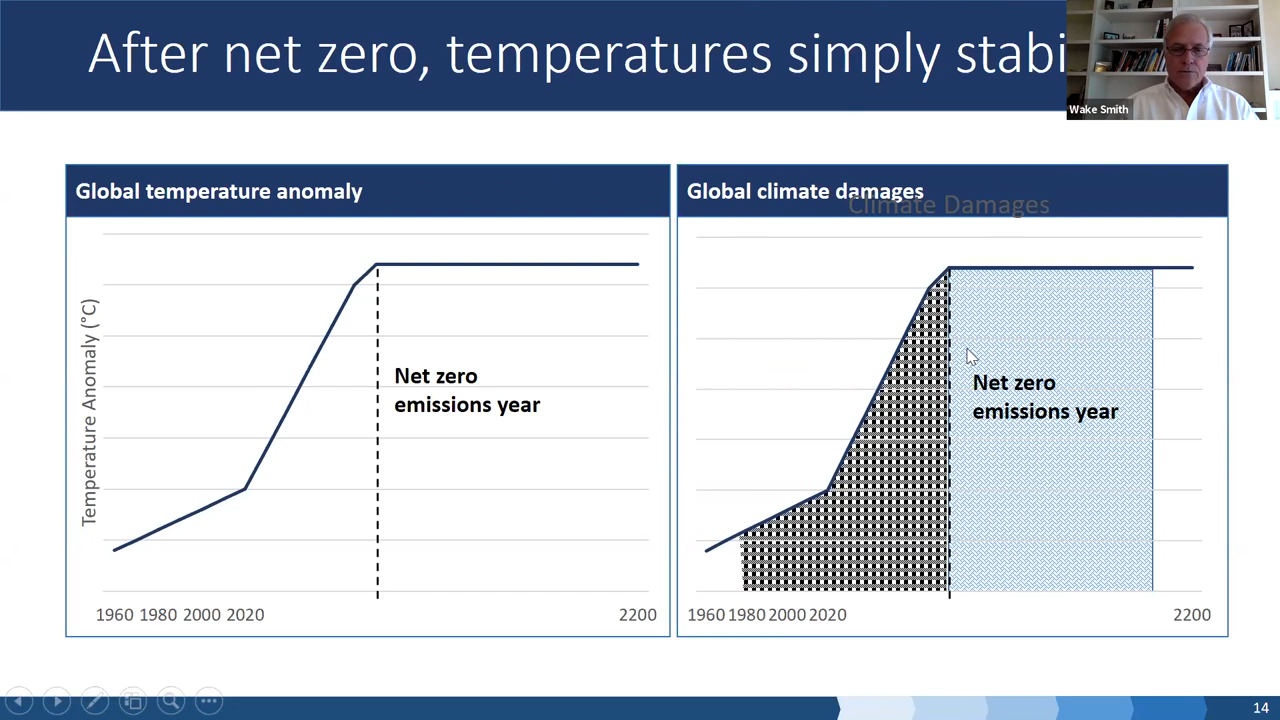 After net zero, temperatures simply stabi
Wake Smith
Global temperature anomaly
Temperature Anomaly (°C)
Net zero
emissions year
1960 1980 2000 2020 2200
Global climate damages
Climate Damages
Net zero
emissions year
1960 1980 2000 2020 2200
14